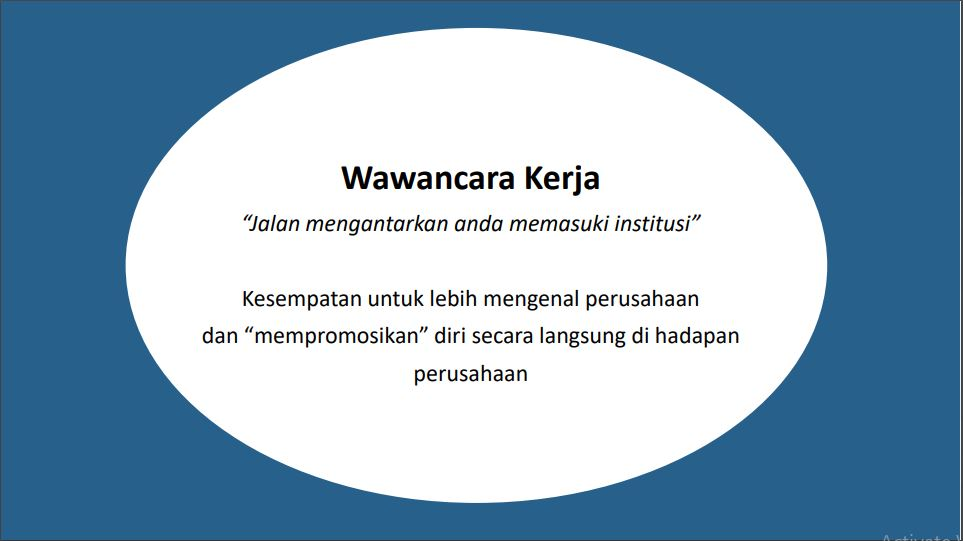 Wawancara Kerja
“Jalan mengantarkan anda memasuki institusi”
Kesempatan untuk lebih mengenal perusahaan
dan “mempromosikan” diri secara langsung di hadapan
perusahaan